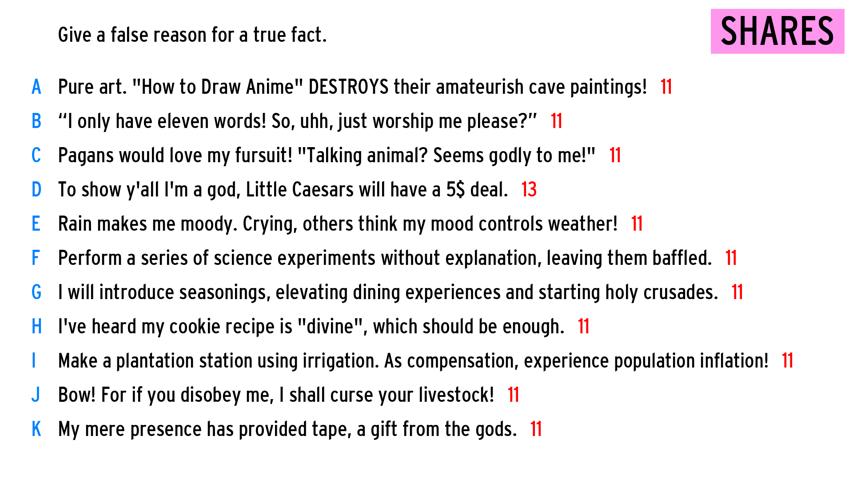 Give a false reason for a true fact.
SHARES
A Pure art. "How to Draw Anime" DESTROYS their amateurish cave paintings! 11
B “I only have eleven words! So, uhh, just worship me please?” 11
C Pagans would love my fursuit! "Talking animal? Seems godly to me!" 11
D To show y'all I'm a god, Little Caesars will have a 5$ deal. 13
E Rain makes me moody. Crying, others think my mood controls weather! 11
F Perform a series of science experiments without explanation, leaving them baffled. 11
G I will introduce seasonings, elevating dining experiences and starting holy crusades. 11
H I've heard my cookie recipe is "divine", which should be enough. 11
I Make a plantation station using irrigation. As compensation, experience population inflation! 11
J Bow! For if you disobey me, I shall curse your livestock! 11
K My mere presence has provided tape, a gift from the gods. 11